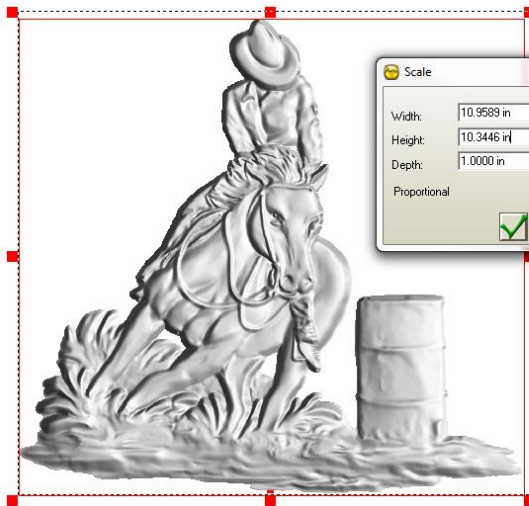 Scale
Width: 10.9589 in
Height: 10.3446 in
Depth: 1.0000 in
Proportional